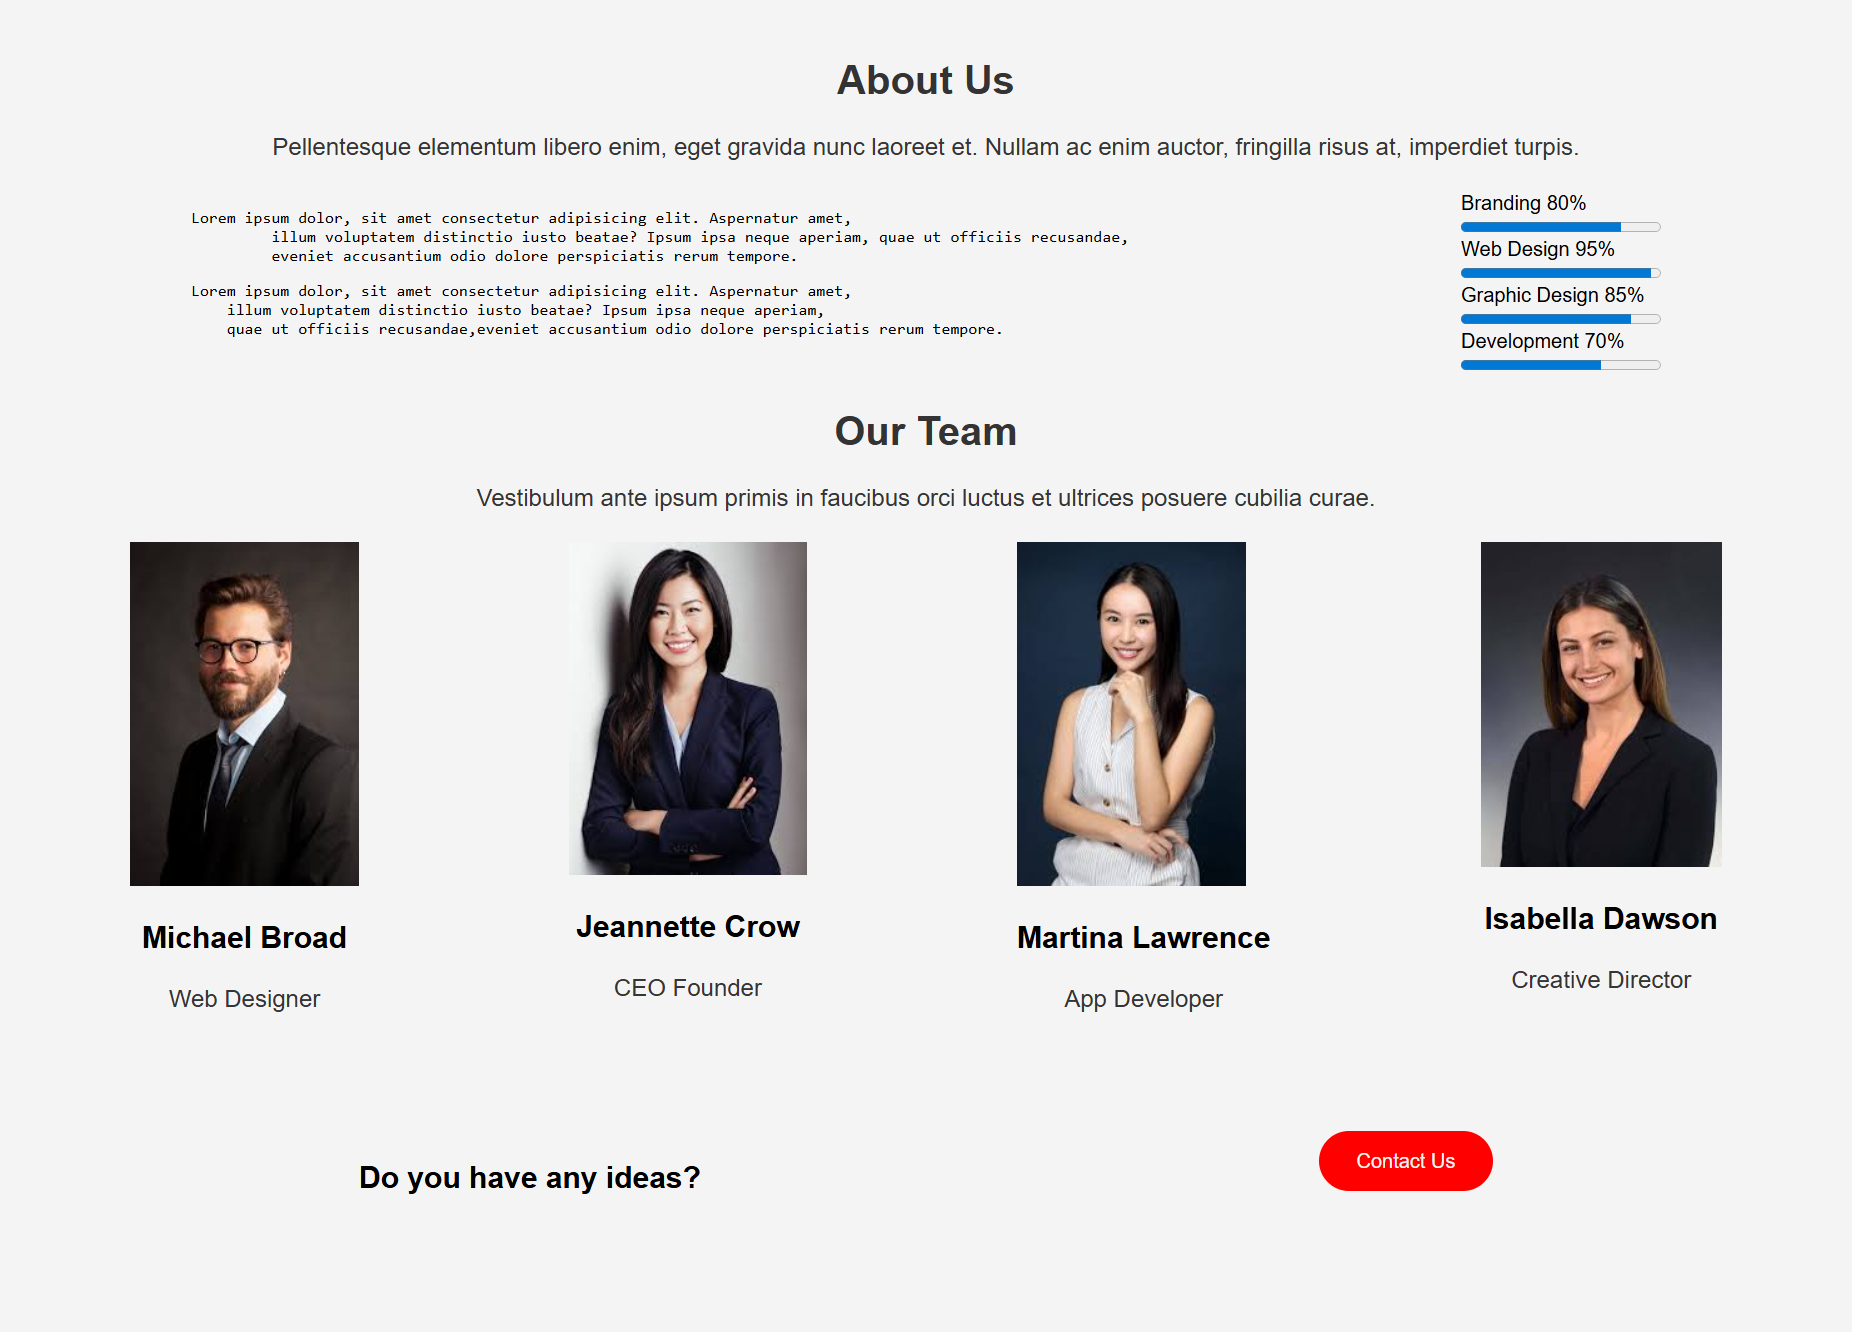 About Us
Pellentesque elementum libero enim, eget gravida nunc laoreet et. Nullam ac enim auctor, fringilla risus at, imperdiet turpis.
Lorem ipsum dolor, sit amet consectetur adipisicing elit. Aspernatur amet,
illum voluptatem distinctio iusto beatae? Ipsum ipsa neque aperiam, quae ut officiis recusandae,
eveniet accusantium odio dolore perspiciatis rerum tempore.
Lorem ipsum dolor, sit amet consectetur adipisicing elit. Aspernatur amet,
illum voluptatem distinctio iusto beatae? Ipsum ipsa neque aperiam,
quae ut officiis recusandae,eveniet accusantium odio dolore perspiciatis rerum tempore.
Branding 80%
Web Design 95%
Graphic Design 85%
Development 70%
Our Team
Vestibulum ante ipsum primis in faucibus orci luctus et ultrices posuere cubilia curae.
Michael Broad
Web Designer
Jeannette Crow
CEO Founder
Martina Lawrence
App Developer
Isabella Dawson
Creative Director
Do you have any ideas?
Contact Us